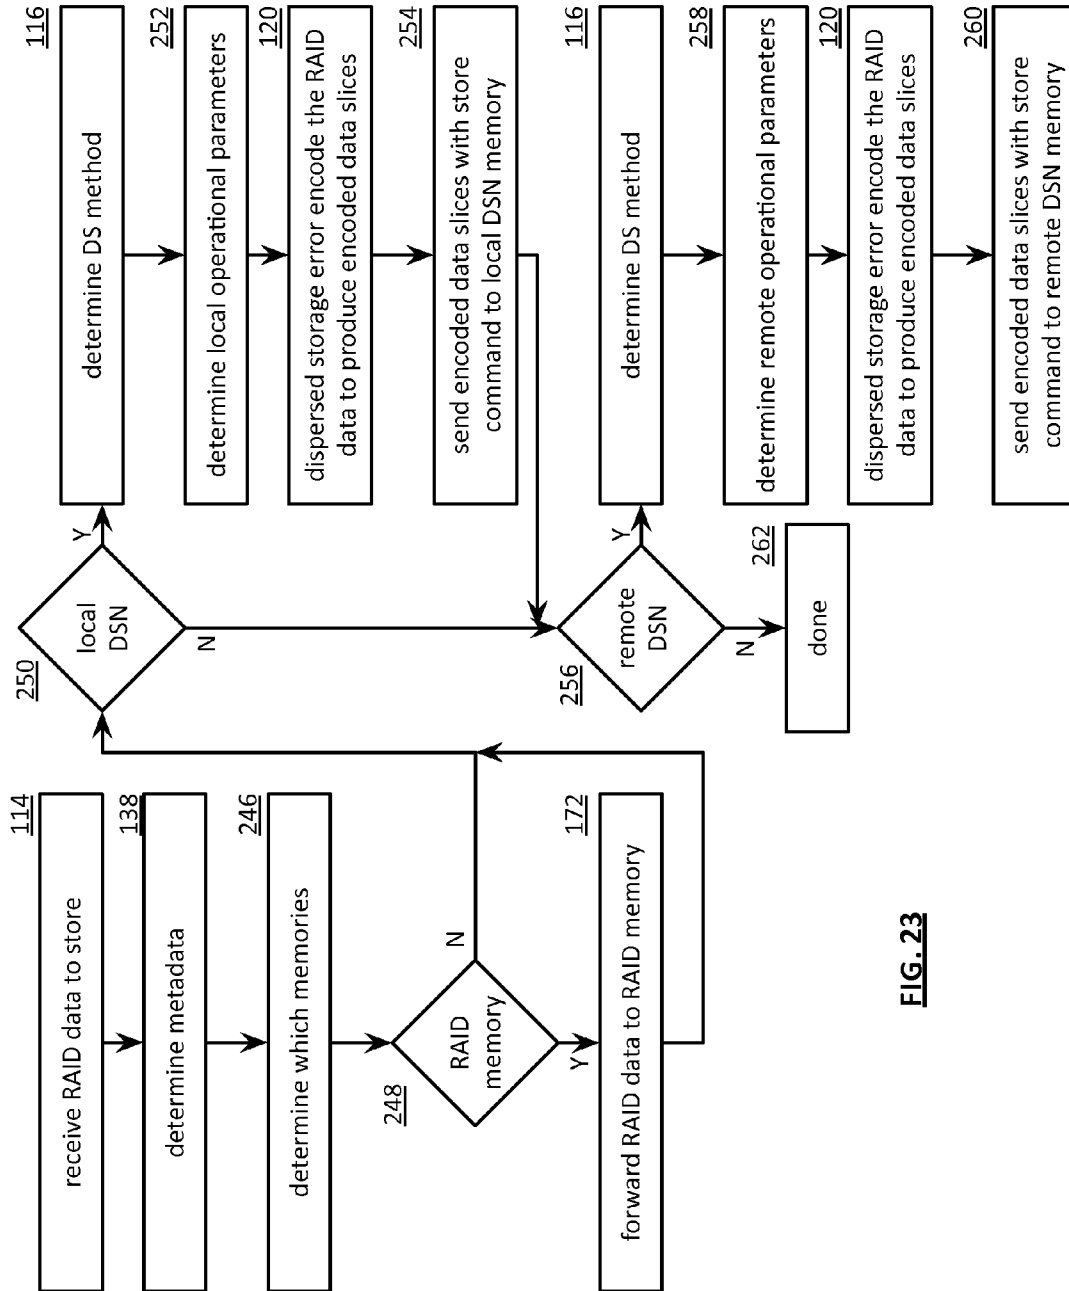 114
receive RAID data to store
138
determine metadata
246
determine which memories
248
RAID
memory
N
Y
172
forward RAID data to RAID memory
250
local
DSN
Y
N
116
determine DS method
252
determine local operational parameters
120
dispersed storage error encode the RAID
data to produce encoded data slices
254
send encoded data slices with store
command to local DSN memory
256
remote
DSN
Y
N
262
done
116
determine DS method
258
determine remote operational parameters
120
dispersed storage error encode the RAID
data to produce encoded data slices
260
send encoded data slices with store
command to remote DSN memory
FIG. 23